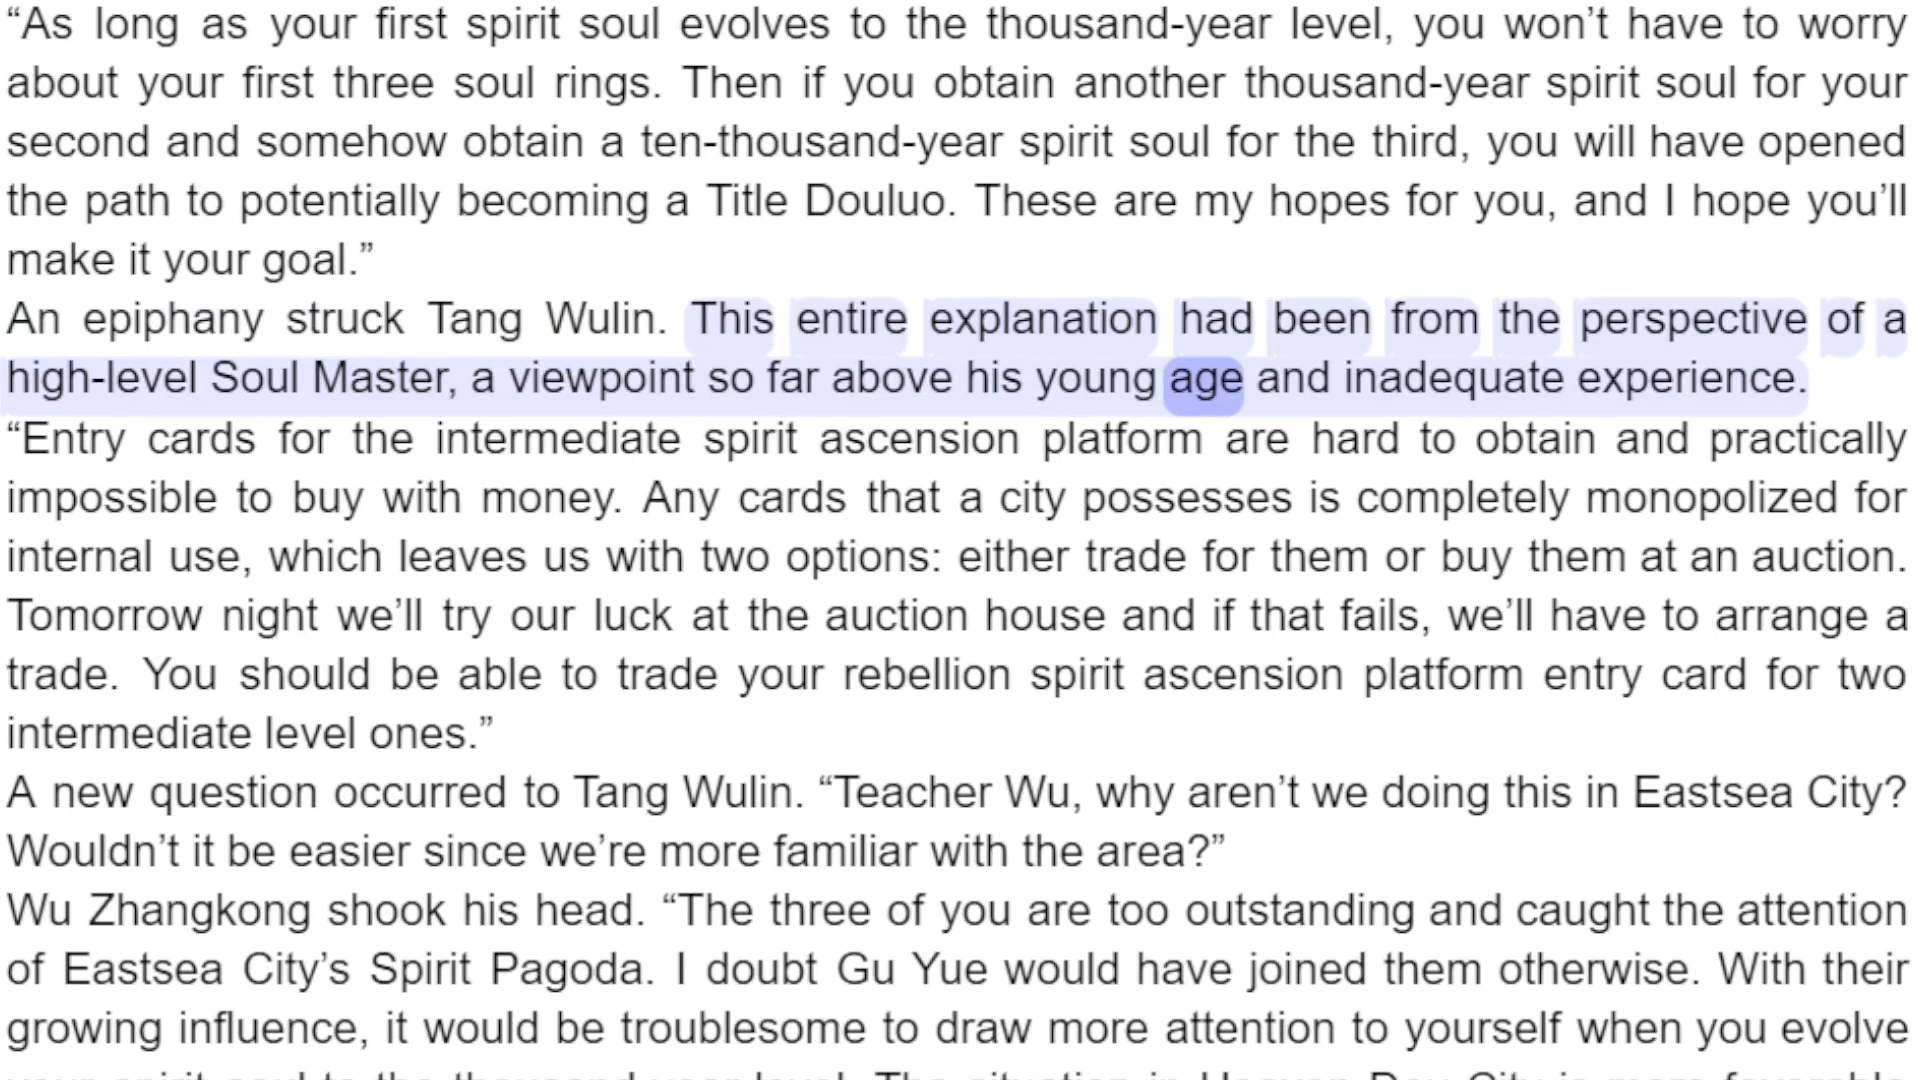 “As long as your first spirit soul evolves to the thousand-year level, you won’t have to worry
about your first three soul rings. Then if you obtain another thousand-year spirit soul for your
second and somehow obtain a ten-thousand-year spirit soul for the third, you will have opened
the path to potentially becoming a Title Douluo. These are my hopes for you, and I hope you’ll
make it your goal.”
An epiphany struck Tang Wulin. This entire explanation had been from the perspective of a
high-level Soul Master, a viewpoint so far above his young age and inadequate experience.
“Entry cards for the intermediate spirit ascension platform are hard to obtain and practically
impossible to buy with money. Any cards that a city possesses is completely monopolized for
internal use, which leaves us with two options: either trade for them or buy them at an auction.
Tomorrow night we’ll try our luck at the auction house and if that fails, we’ll have to arrange a
trade. You should be able to trade your rebellion spirit ascension platform entry card for two
intermediate level ones.”
A new question occurred to Tang Wulin. “Teacher Wu, why aren’t we doing this in Eastsea City?
Wouldn’t it be easier since we’re more familiar with the area?”
Wu Zhangkong shook his head. “The three of you are too outstanding and caught the attention
of Eastsea City’s Spirit Pagoda. I doubt Gu Yue would have joined them otherwise. With their
growing influence, it would be troublesome to draw more attention to yourself when you evolve